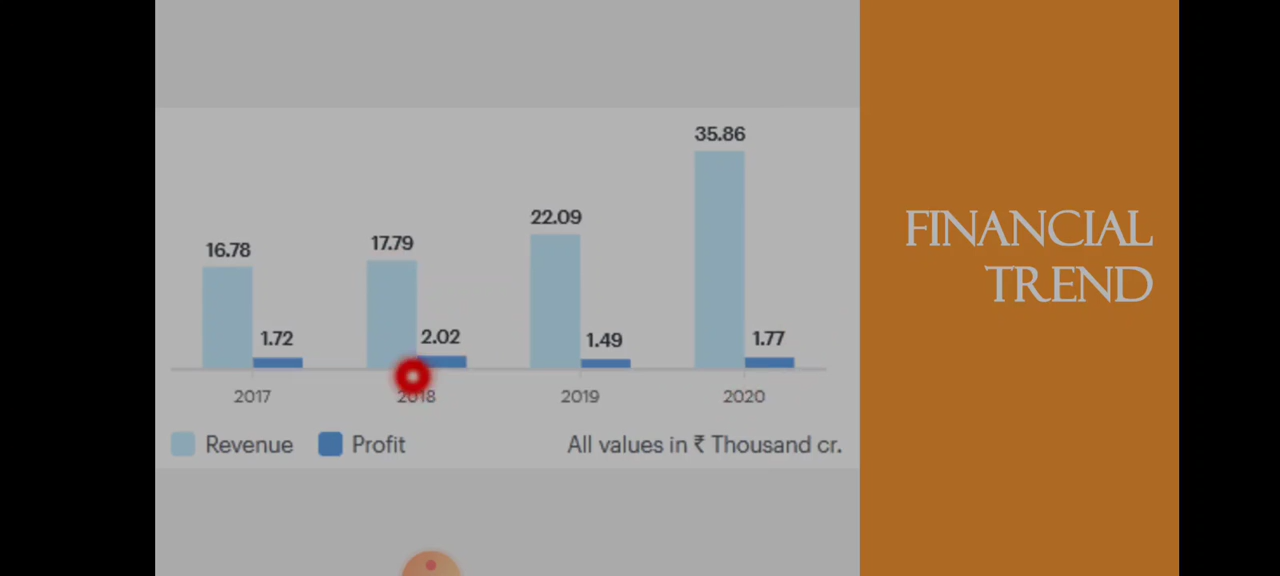 35.86
22.09
17.79
16.78
1.72
2.02
1.49
1.77
2017
2018
2019
2020
Revenue
Profit
All values in ₹ Thousand cr.
FINANCIAL
TREND